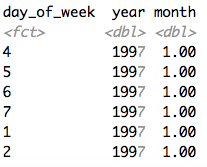 day_of_week year month
<fct> <dbl> <dbl>
4 1997 1.00
5 1997 1.00
6 1997 1.00
7 1997 1.00
1 1997 1.00
2 1997 1.00